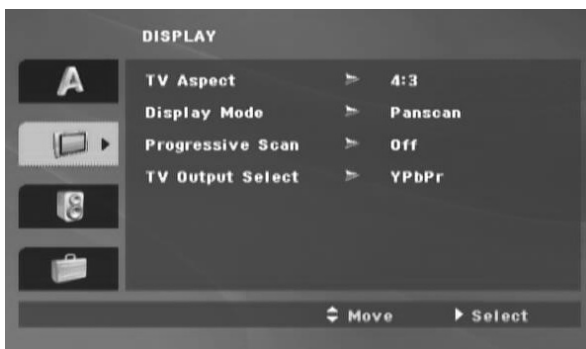 DISPLAY
A
TV Aspect 4:3
Display Mode Panscan
Progressive Scan Off
TV Output Select YPbPr
Move Select